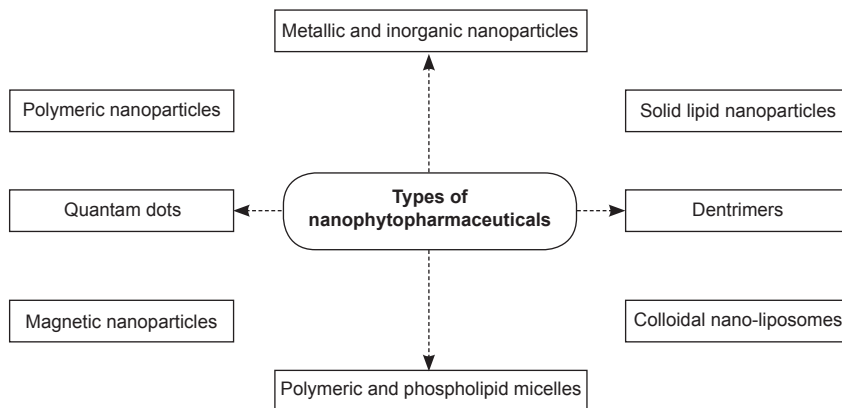 Metallic and inorganic nanoparticles
Polymeric nanoparticles
Solid lipid nanoparticles
Quantam dots
Types of
nanophytopharmaceuticals
Dentrimers
Magnetic nanoparticles
Colloidal nano-liposomes
Polymeric and phospholipid micelles